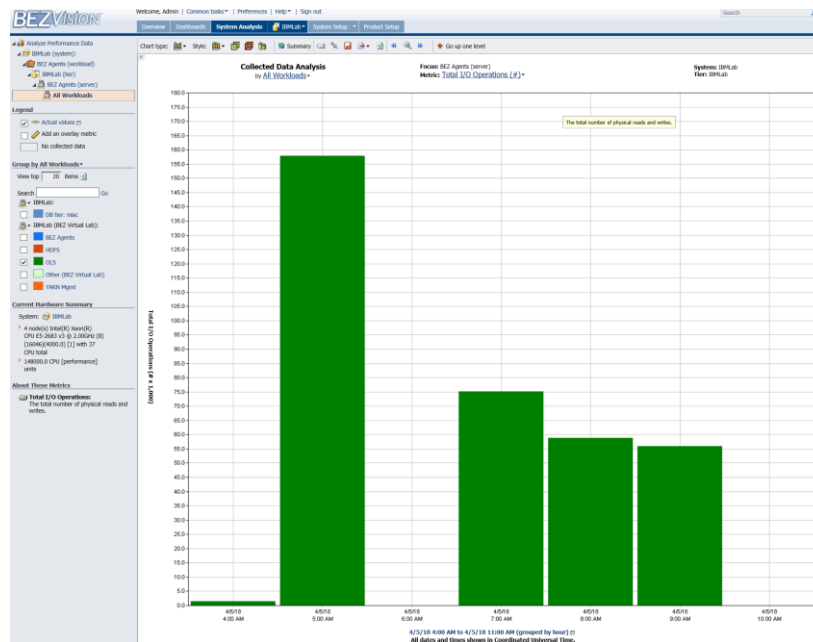 BEZVISION
Welcome, Admin | Common tasks | Preferences | Help | Sign out
Search
Overview Dashboards System Analysis IBMLab System Setup Product Setup
Chart type: Style: Summary Go up one level
Analyze Performance Data
IBMLab (system):
BEZ Agents (workload)
IBMLab (tier)
BEZ Agents (server)
All Workloads
Legend
Actual values
Add an overlay metric
No collected data
Group by All Workloads
View top 20 items
Search Go
IBMLab:
DB tier: misc
IBMLab (BEZ Virtual Lab):
BEZ Agents
HDFS
OLS
Other (BEZ Virtual Lab)
YARN Mgmt
Current Hardware Summary
System: IBMLab
4 node(s) Intel(R) Xeon(R)
CPU E5-2683 v3 @ 2.00GHz [8]
(16046)(4000.0) [1] with 37
CPU total
148000.0 CPU [performance]
units
About These Metrics
Total I/O Operations:
The total number of physical reads and
writes.
Collected Data Analysis
by All Workloads
Focus: BEZ Agents (server)
Metric: Total I/O Operations (#)
System: IBMLab
Tier: IBMLab
The total number of physical reads and writes.
Total I/O Operations (# x 1,000)
180.0
175.0
170.0
165.0
160.0
155.0
150.0
145.0
140.0
135.0
130.0
125.0
120.0
115.0
110.0
105.0
100.0
95.0
90.0
85.0
80.0
75.0
70.0
65.0
60.0
55.0
50.0
45.0
40.0
35.0
30.0
25.0
20.0
15.0
10.0
5.0
0.0
4/5/18 4/5/18 4/5/18 4/5/18 4/5/18 4/5/18 4/5/18
4:00 AM 5:00 AM 6:00 AM 7:00 AM 8:00 AM 9:00 AM 10:00 AM
4/5/18 4:00 AM to 4/5/18 11:00 AM (grouped by hour)
All dates and times shown in Coordinated Universal Time.